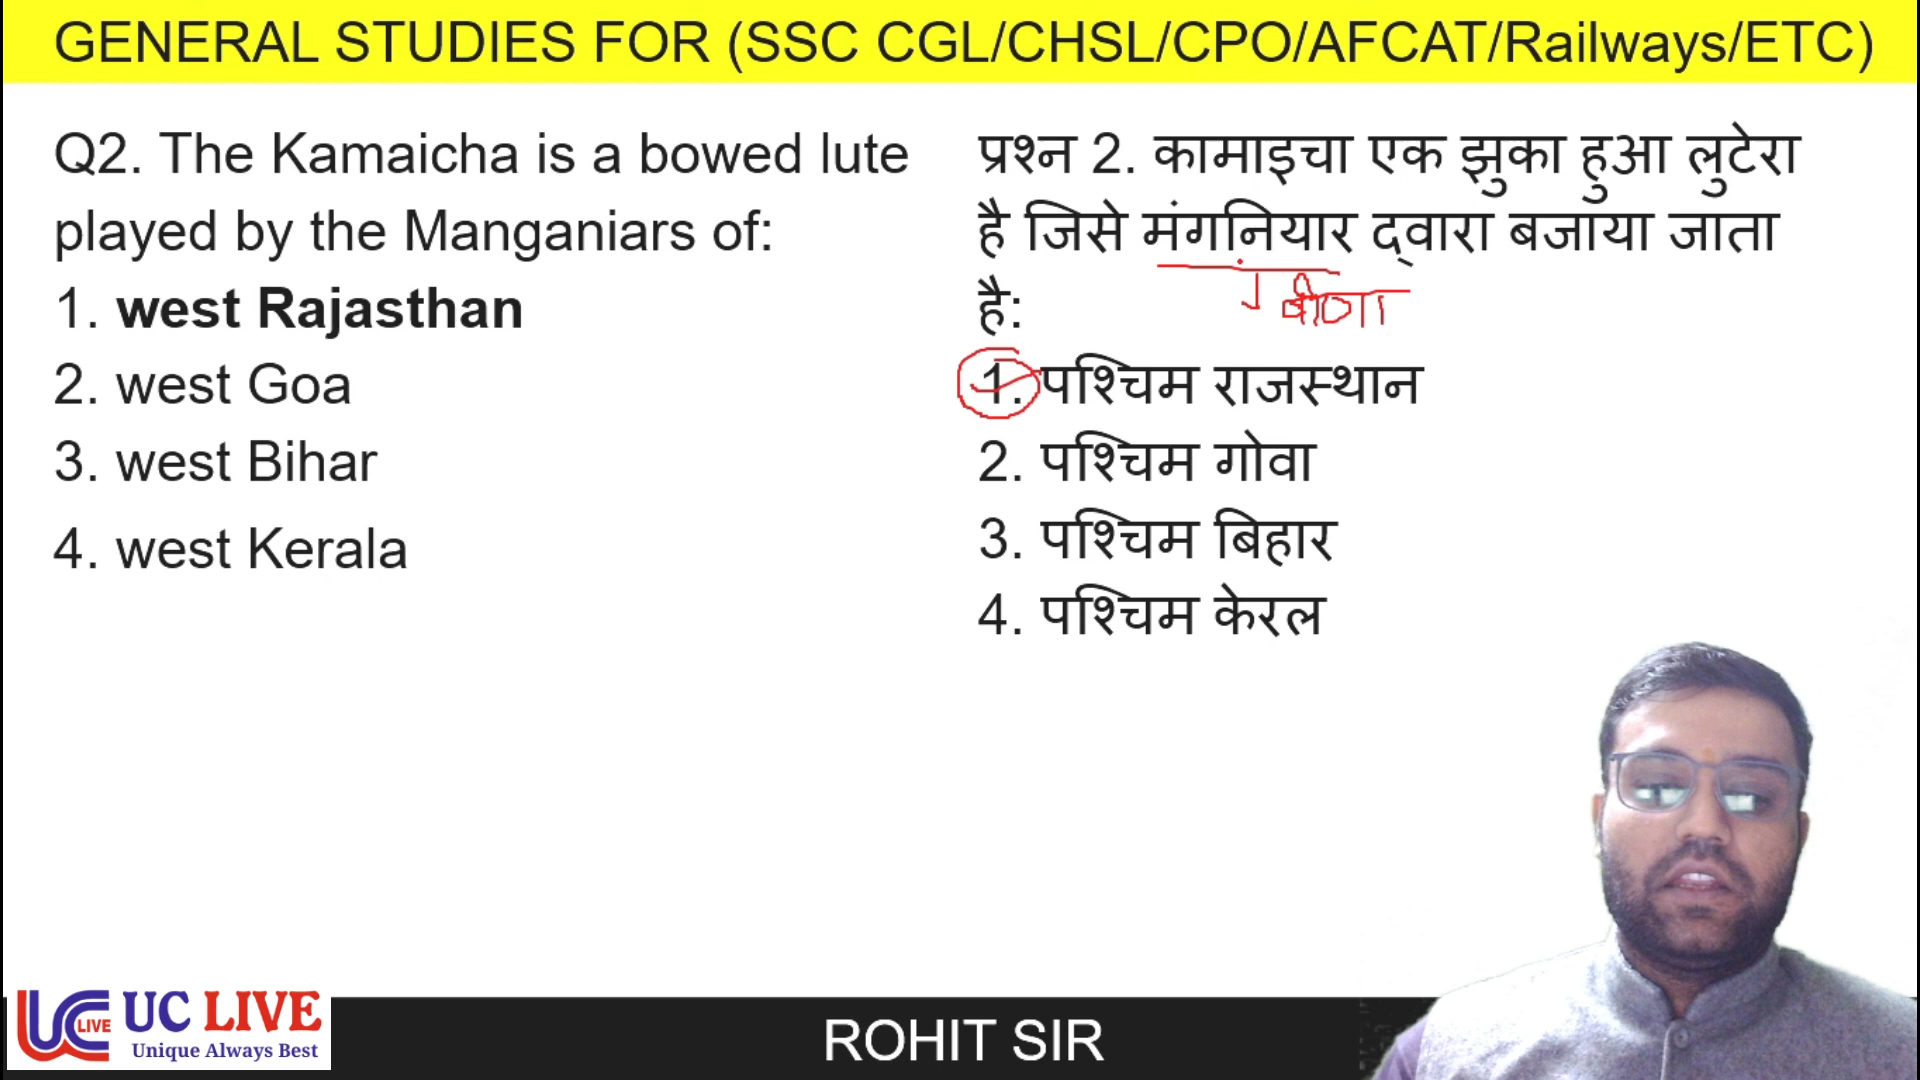 GENERAL STUDIES FOR (SSC CGL/CHSL/CPO/AFCAT/Railways/ETC)
Q2. The Kamaicha is a bowed lute
played by the Manganiars of:
1. west Rajasthan
2. west Goa
3. west Bihar
4. west Kerala
प्रश्न 2. कामाइचा एक झुका हुआ लुटेरा
है जिसे मंगनियार द्वारा बजाया जाता
है:
वीणा
1. पश्चिम राजस्थान
2. पश्चिम गोवा
3. पश्चिम बिहार
4. पश्चिम केरल
LIVE
UC LIVE
Unique Always Best
ROHIT SIR